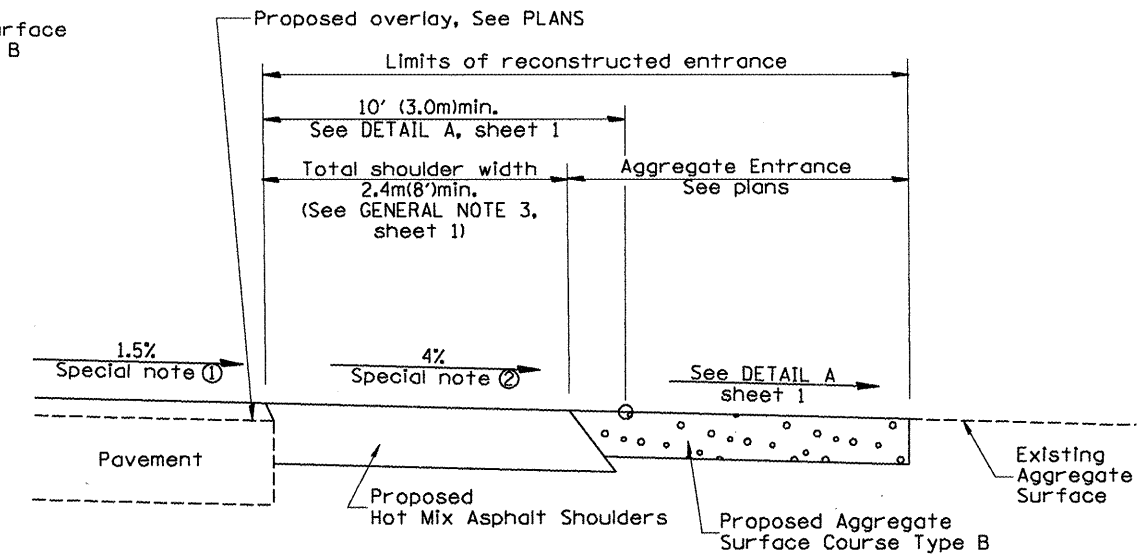 urface
B
Proposed overlay, See PLANS
Limits of reconstructed entrance
10' (3.0m)min.
See DETAIL A, sheet 1
Total shoulder width
2.4m(8')min.
(See GENERAL NOTE 3,
sheet 1)
Aggregate Entrance
See plans
1.5%
Special note ①
4%
Special note ②
See DETAIL A
sheet 1
Pavement
Proposed
Hot Mix Asphalt Shoulders
Proposed Aggregate
Surface Course Type B
Existing
Aggregate
Surface